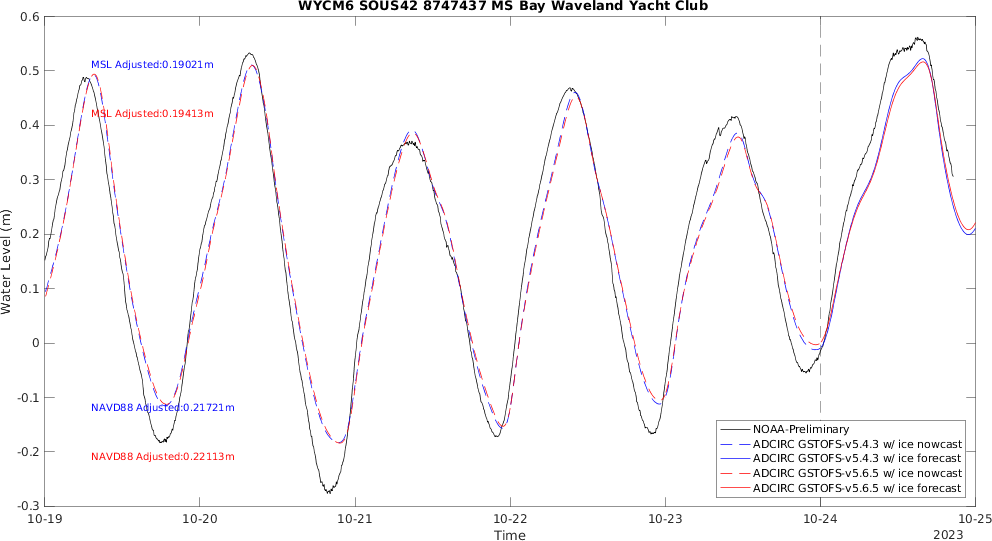 WYCM6 SOUS42 8747437 MS Bay Waveland Yacht Club
0.6
0.5
0.4
0.3
0.2
0.1
0
-0.1
-0.2
-0.3
Water Level (m)
MSL Adjusted:0.19021m
MSL Adjusted:0.19413m
NAVD88 Adjusted:0.21721m
NAVD88 Adjusted:0.22113m
NOAA-Preliminary
ADCIRC GSTOFS-v5.4.3 w/ ice nowcast
ADCIRC GSTOFS-v5.4.3 w/ ice forecast
ADCIRC GSTOFS-v5.6.5 w/ ice nowcast
ADCIRC GSTOFS-v5.6.5 w/ ice forecast
10-19 10-20 10-21 10-22 10-23 10-24 10-25
Time
2023